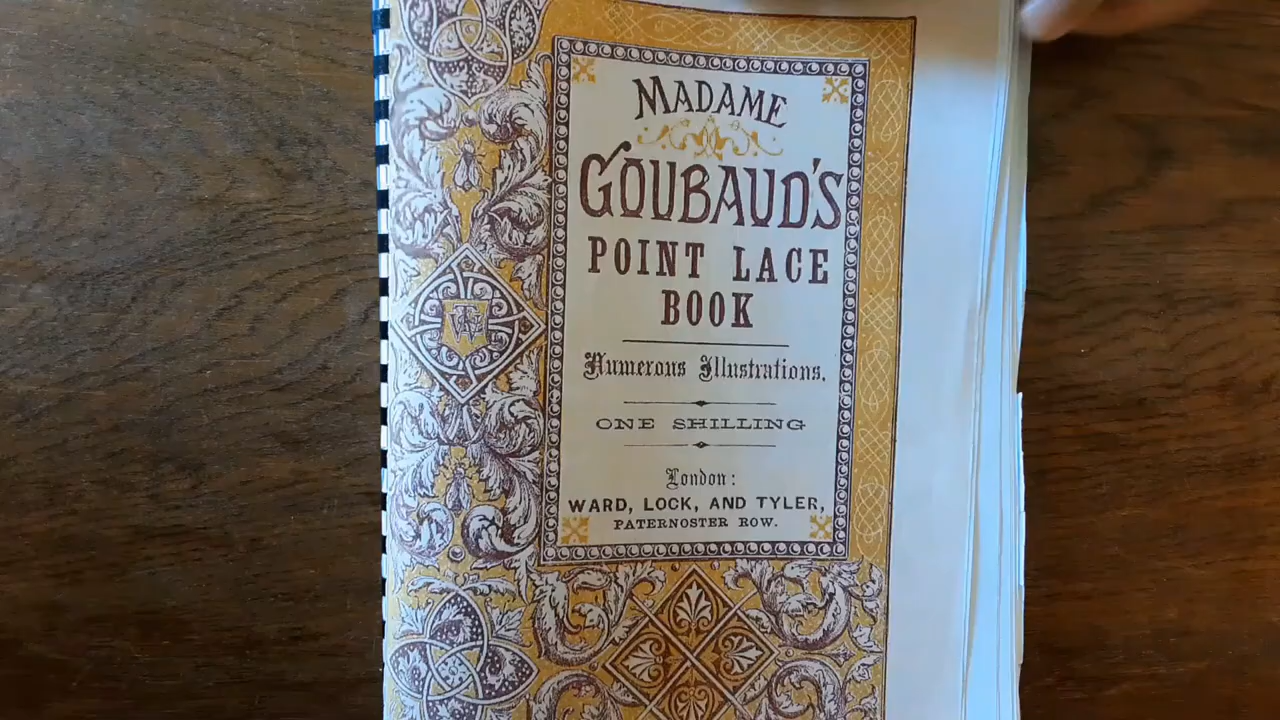 MADAME
GOUBAUD'S
POINT LACE
BOOK
Numerous Illustrations.
ONE SHILLING
London:
WARD, LOCK, AND TYLER,
PATERNOSTER ROW.